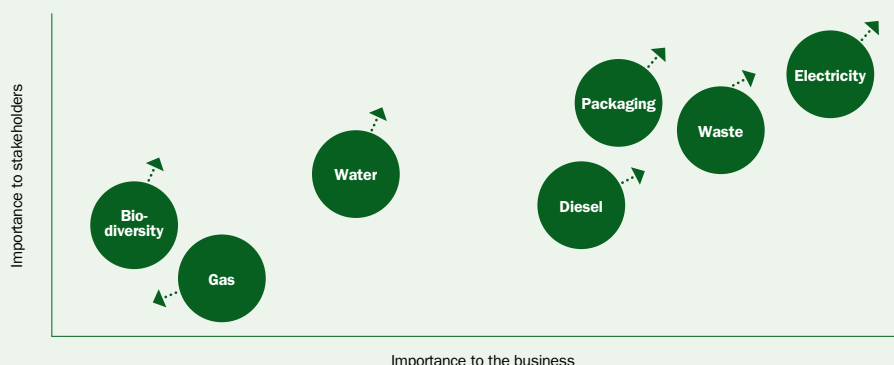 Importance to stakeholders
Electricity
Packaging
Waste
Water
Diesel
Bio-
diversity
Gas
Importance to the business